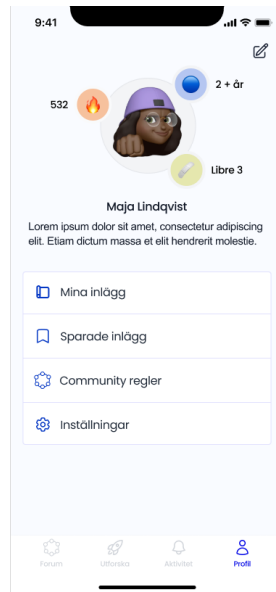 9:41
2 + år
532
Libre 3
Maja Lindqvist
Lorem ipsum dolor sit amet, consectetur adipiscing
elit. Etiam dictum massa et elit hendrerit molestie.
Mina inlägg
Sparade inlägg
Community regler
Inställningar
Forum Utforska Aktivitet Profil